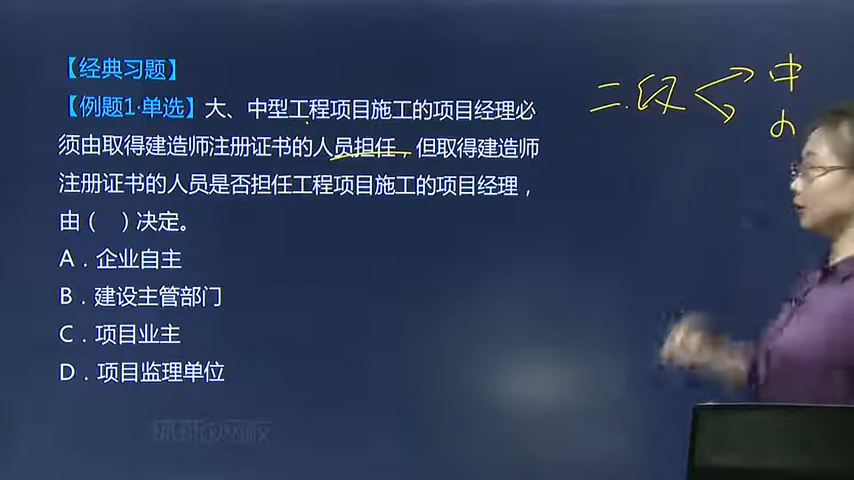 【经典习题】
【例题1·单选】大、中型工程项目施工的项目经理必
须由取得建造师注册证书的人员担任，但取得建造师
注册证书的人员是否担任工程项目施工的项目经理，
由（ ）决定。
A．企业自主
B．建设主管部门
C．项目业主
D．项目监理单位
二.级
中
小